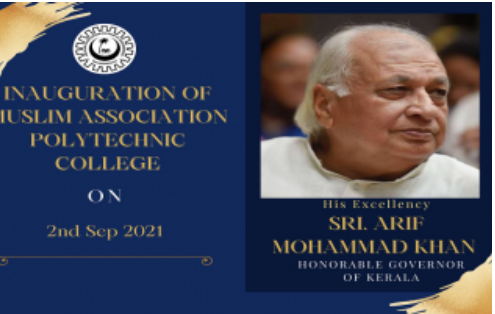 INAUGURATION OF
MUSLIM ASSOCIATION
POLYTECHNIC
COLLEGE
ON
2nd Sep 2021
His Excellency
SRI. ARIF
MOHAMMAD KHAN
HONORABLE GOVERNOR
OF KERALA